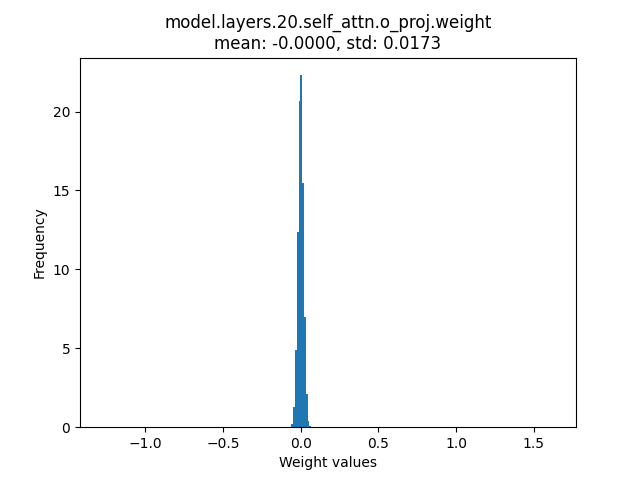 model.layers.20.self_attn.o_proj.weight
mean: -0.0000, std: 0.0173
20
15
10
5
0
Frequency
−1.0
−0.5
0.0
0.5
1.0
1.5
Weight values